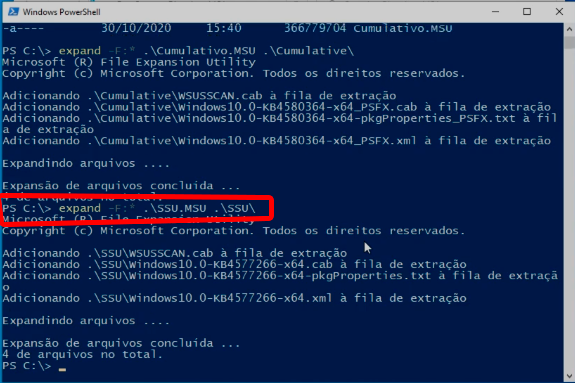 Windows PowerShell
-a---- 30/10/2020 15:40 366779704 Cumulativo.MSU
PS C:\> expand -F:* .\Cumulativo.MSU .\Cumulative\
Microsoft (R) File Expansion Utility
Copyright (c) Microsoft Corporation. Todos os direitos reservados.
Adicionando .\Cumulative\WSUSSCAN.cab à fila de extração
Adicionando .\Cumulative\Windows10.0-KB4580364-x64_PSFX.cab à fila de extração
Adicionando .\Cumulative\Windows10.0-KB4580364-x64-pkgProperties_PSFX.txt à fil
a de extração
Adicionando .\Cumulative\Windows10.0-KB4580364-x64_PSFX.xml à fila de extração
Expandindo arquivos ....
Expansão de arquivos concluída ...
4 de arquivos no total.
PS C:\> expand -F:* .\SSU.MSU .\SSU\
Microsoft (R) File Expansion Utility
Copyright (c) Microsoft Corporation. Todos os direitos reservados.
Adicionando .\SSU\WSUSSCAN.cab à fila de extração
Adicionando .\SSU\Windows10.0-KB4577266-x64.cab à fila de extração
Adicionando .\SSU\Windows10.0-KB4577266-x64-pkgProperties.txt à fila de extraçã
o
Adicionando .\SSU\Windows10.0-KB4577266-x64.xml à fila de extração
Expandindo arquivos ....
Expansão de arquivos concluída ...
4 de arquivos no total.
PS C:\> _